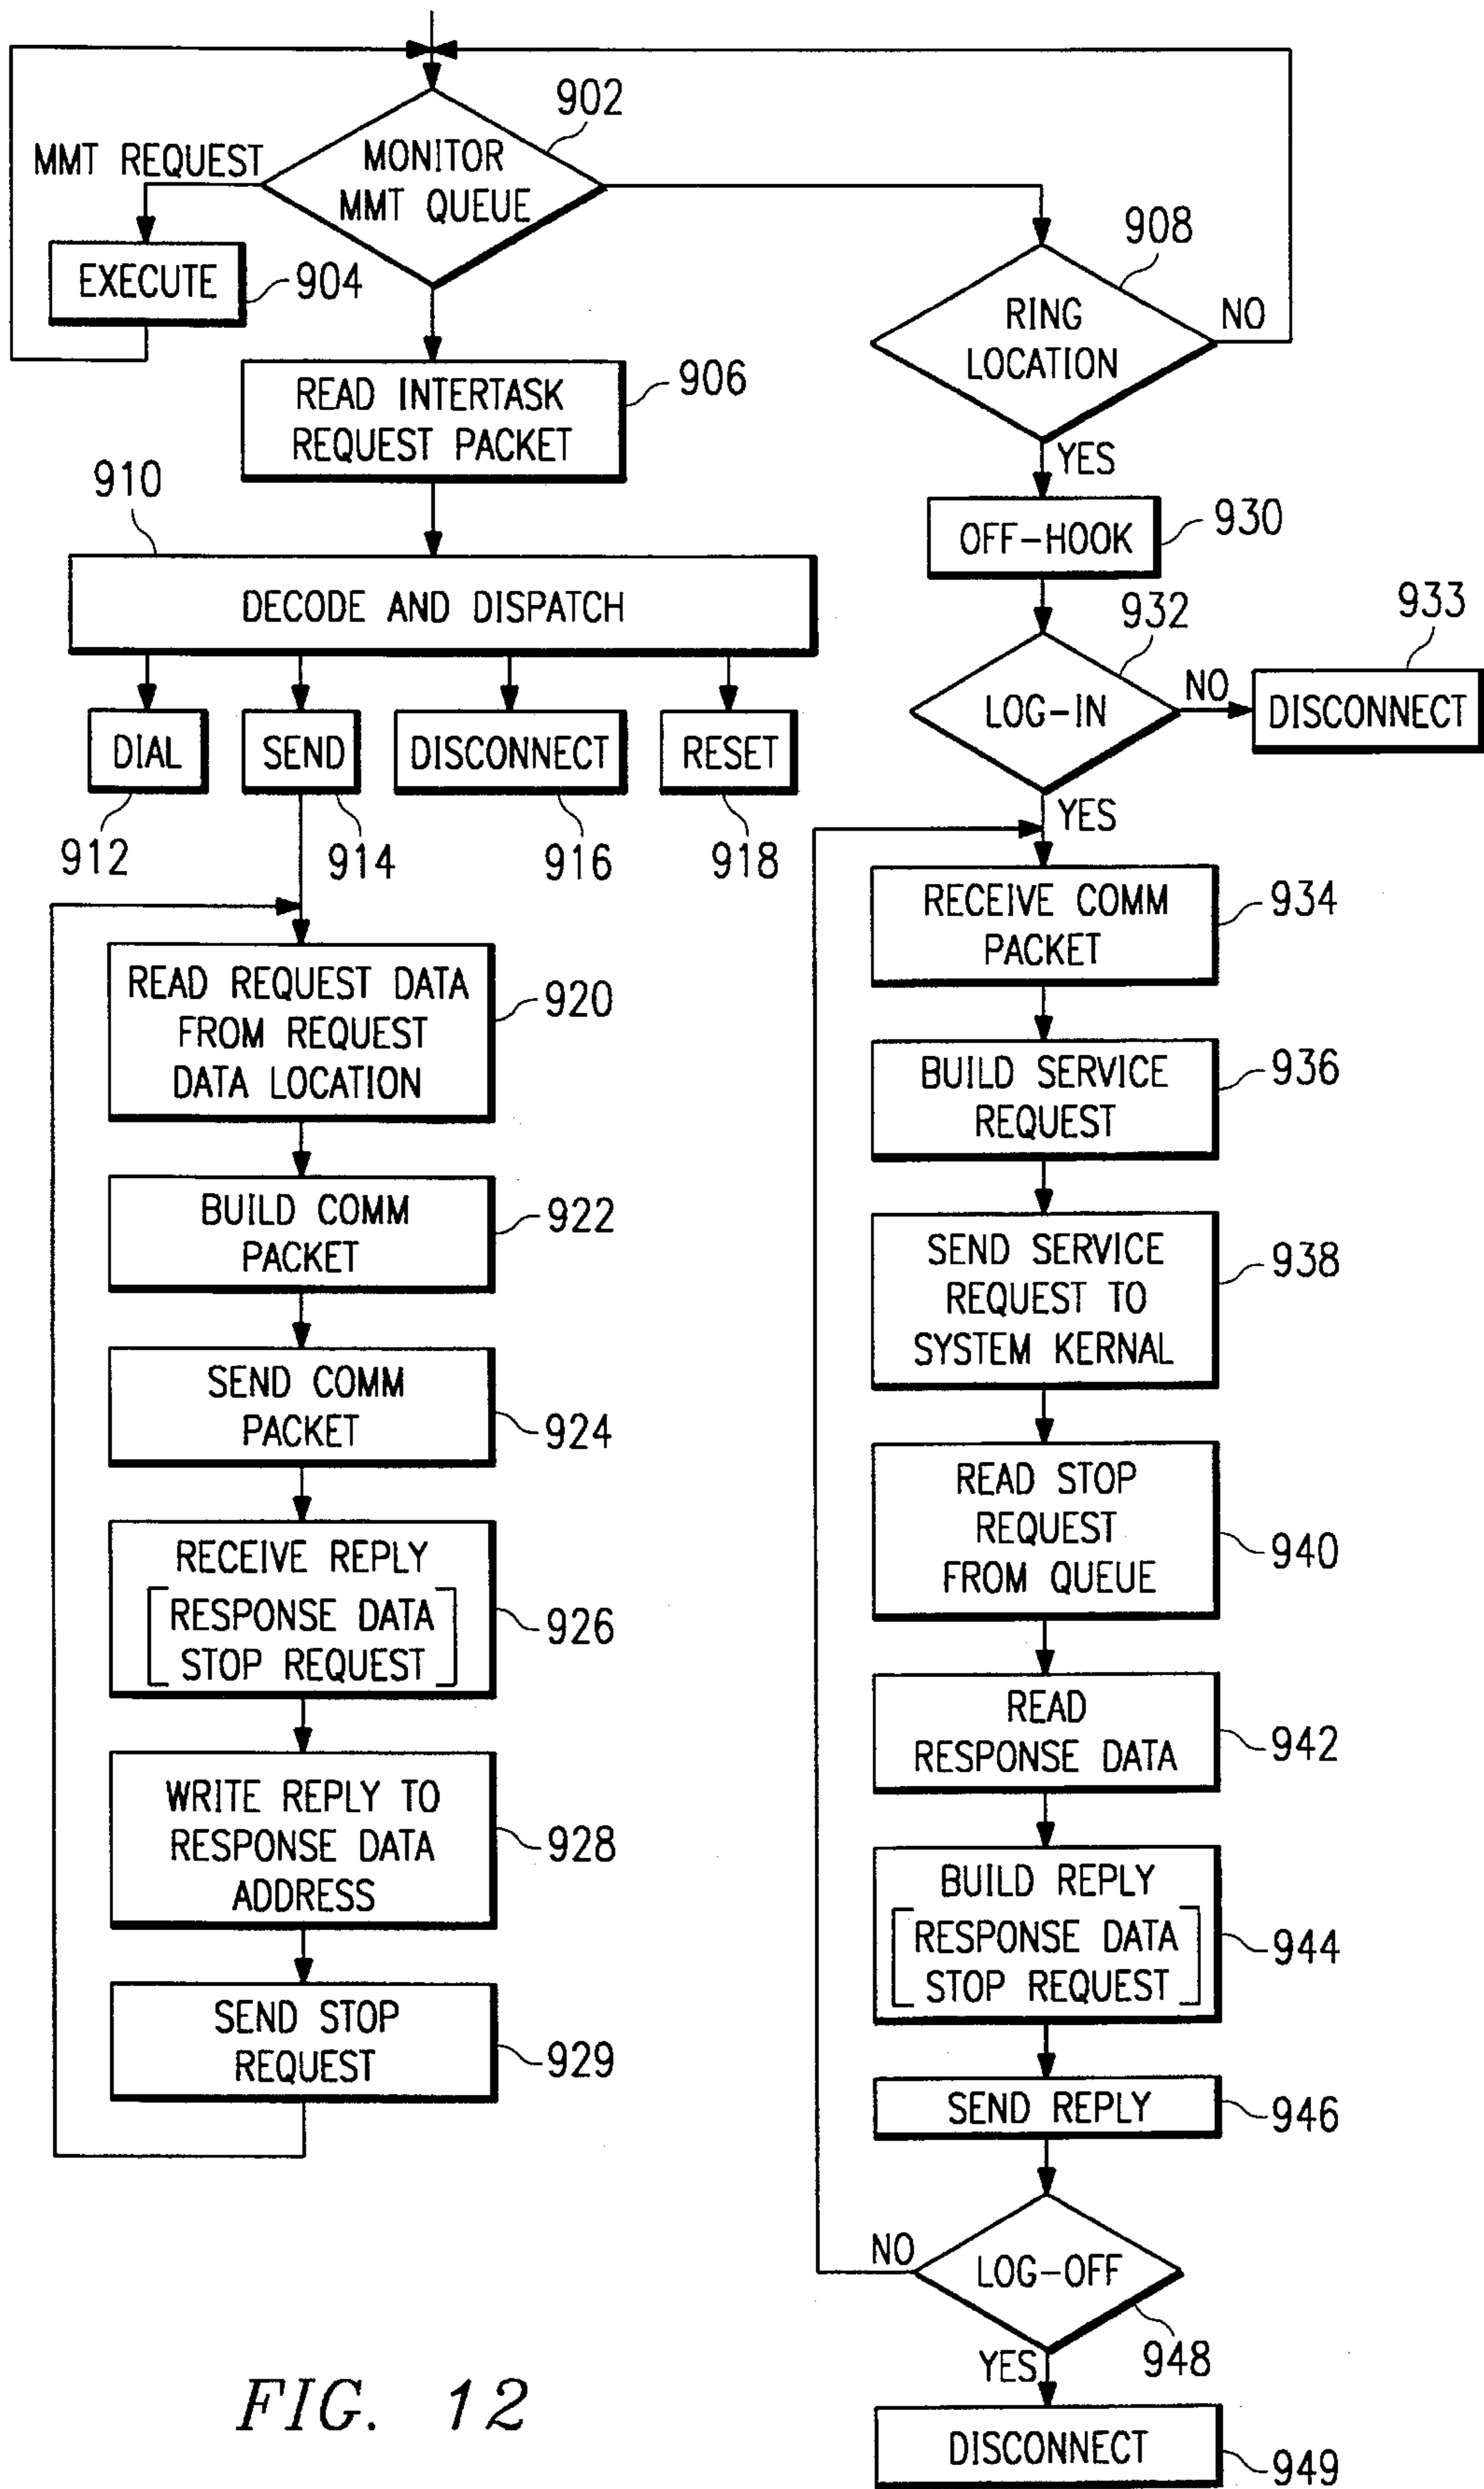 902
MONITOR
MMT QUEUE
MMT REQUEST
EXECUTE
904
908
RING
LOCATION
NO
READ INTERTASK
REQUEST PACKET
906
YES
910
DECODE AND DISPATCH
OFF-HOOK
930
932
LOG-IN
NO
933
DISCONNECT
DIAL
SEND
DISCONNECT
RESET
912
914
916
918
YES
READ REQUEST DATA
FROM REQUEST
DATA LOCATION
920
BUILD COMM
PACKET
922
SEND COMM
PACKET
924
RECEIVE REPLY
[RESPONSE DATA
STOP REQUEST]
926
WRITE REPLY TO
RESPONSE DATA
ADDRESS
928
SEND STOP
REQUEST
929
RECEIVE COMM
PACKET
934
BUILD SERVICE
REQUEST
936
SEND SERVICE
REQUEST TO
SYSTEM KERNAL
938
READ STOP
REQUEST
FROM QUEUE
940
READ
RESPONSE DATA
942
BUILD REPLY
[RESPONSE DATA
STOP REQUEST]
944
SEND REPLY
946
NO
LOG-OFF
948
YES
DISCONNECT
949
FIG. 12